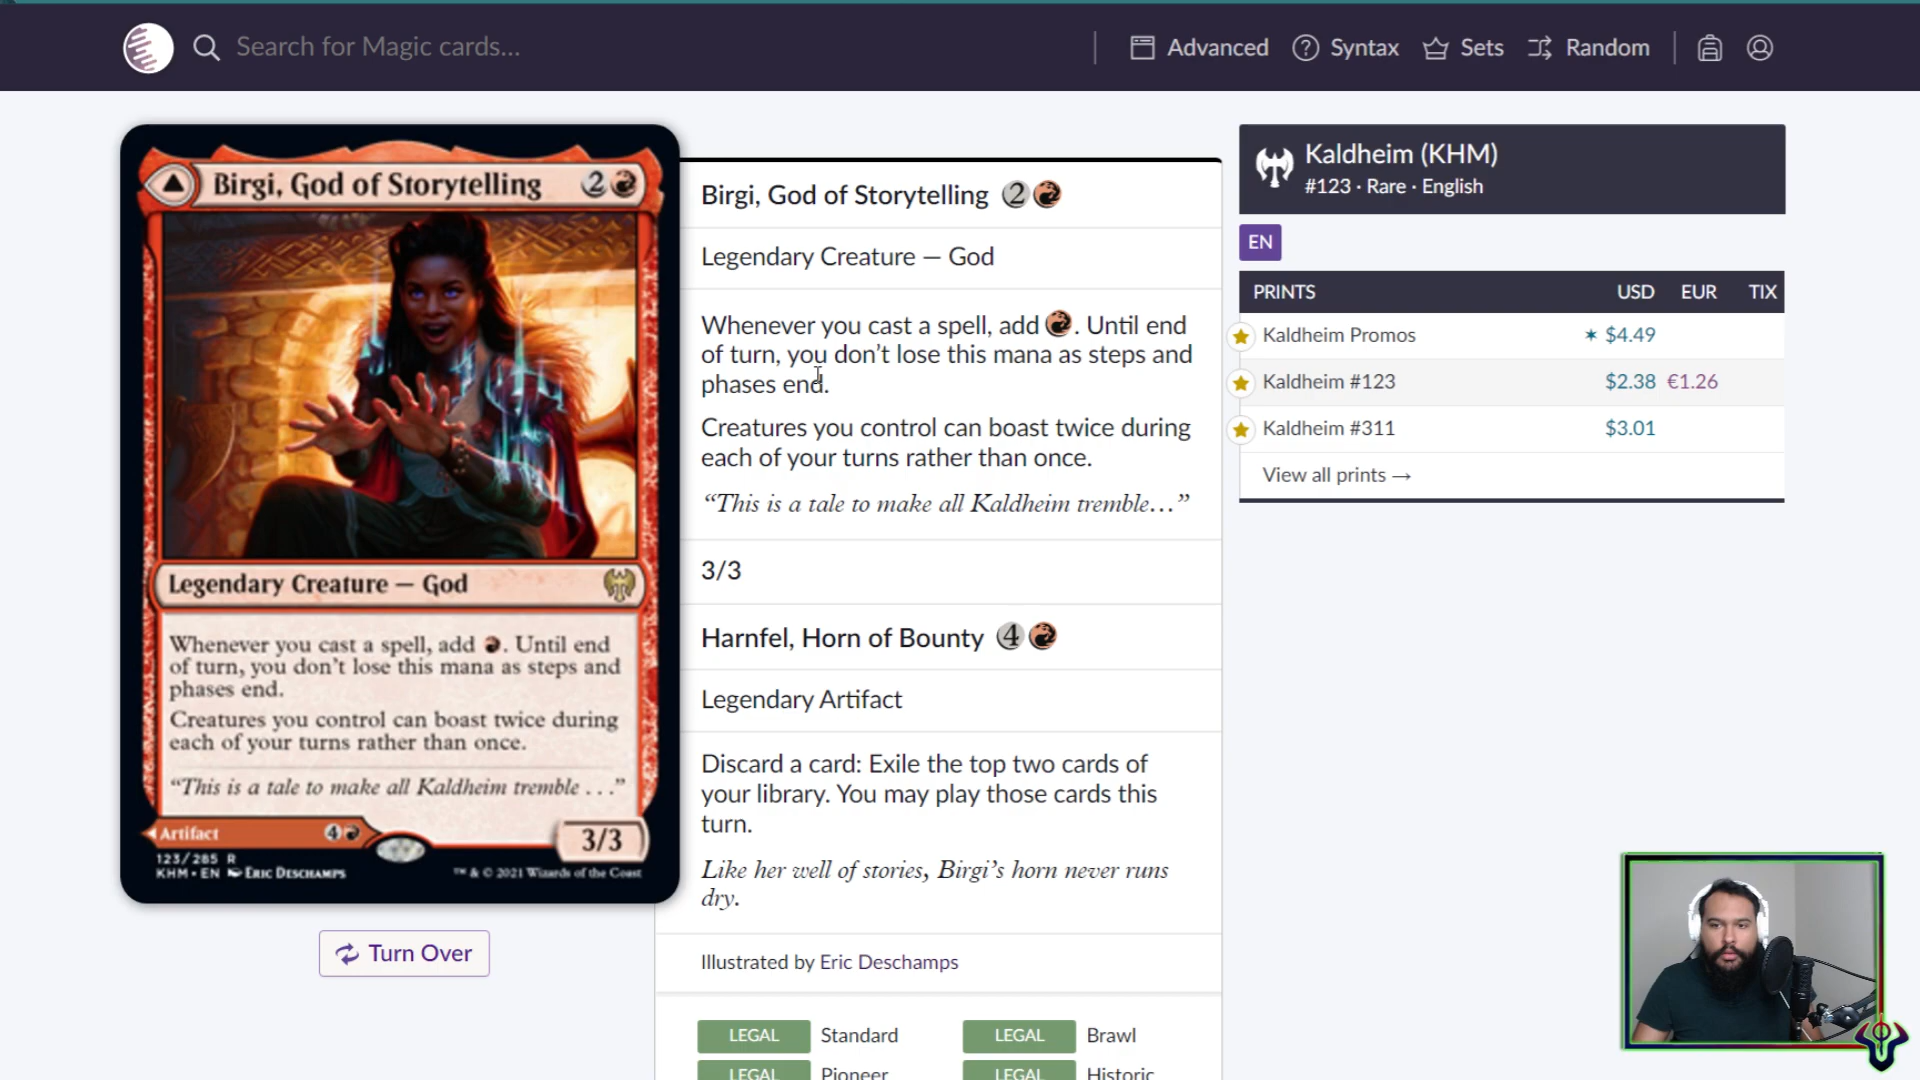 Search for Magic cards...
Advanced
Syntax
Sets
Random
Birgi, God of Storytelling 2
Legendary Creature — God
Whenever you cast a spell, add . Until end
of turn, you don't lose this mana as steps and
phases end.
Creatures you control can boast twice during
each of your turns rather than once.
"This is a tale to make all Kaldheim tremble . . ."
Artifact 4
3/3
123/285 R
KHM • EN Eric Deschamps
™ & © 2021 Wizards of the Coast
Turn Over
Birgi, God of Storytelling 2
Legendary Creature — God
Whenever you cast a spell, add . Until end
of turn, you don’t lose this mana as steps and
phases end.
Creatures you control can boast twice during
each of your turns rather than once.
“This is a tale to make all Kaldheim tremble…”
3/3
Harnfel, Horn of Bounty 4
Legendary Artifact
Discard a card: Exile the top two cards of
your library. You may play those cards this
turn.
Like her well of stories, Birgi’s horn never runs
dry.
Illustrated by Eric Deschamps
LEGAL Standard
LEGAL Brawl
LEGAL Pioneer
LEGAL Historic
Kaldheim (KHM)
#123 · Rare · English
EN
PRINTS USD EUR TIX
Kaldheim Promos $4.49
Kaldheim #123 $2.38 €1.26
Kaldheim #311 $3.01
View all prints →